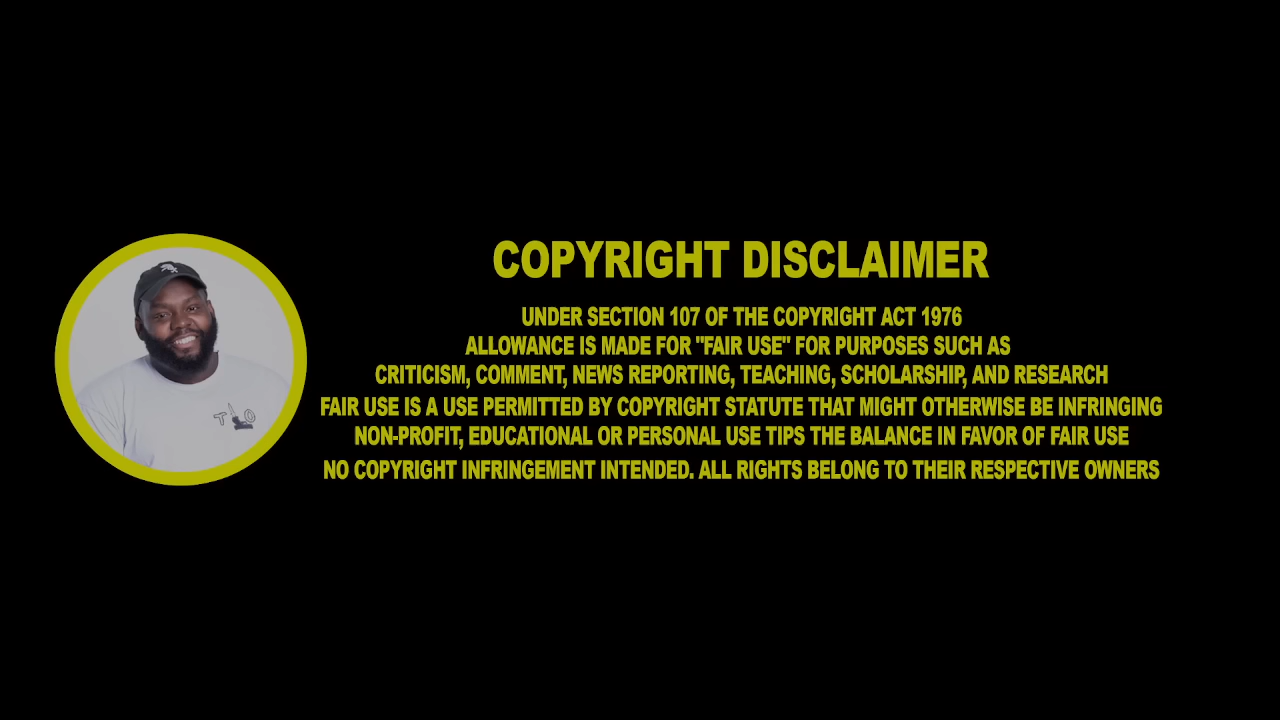 COPYRIGHT DISCLAIMER
UNDER SECTION 107 OF THE COPYRIGHT ACT 1976
ALLOWANCE IS MADE FOR "FAIR USE" FOR PURPOSES SUCH AS
CRITICISM, COMMENT, NEWS REPORTING, TEACHING, SCHOLARSHIP, AND RESEARCH
FAIR USE IS A USE PERMITTED BY COPYRIGHT STATUTE THAT MIGHT OTHERWISE BE INFRINGING
NON-PROFIT, EDUCATIONAL OR PERSONAL USE TIPS THE BALANCE IN FAVOR OF FAIR USE
NO COPYRIGHT INFRINGEMENT INTENDED. ALL RIGHTS BELONG TO THEIR RESPECTIVE OWNERS